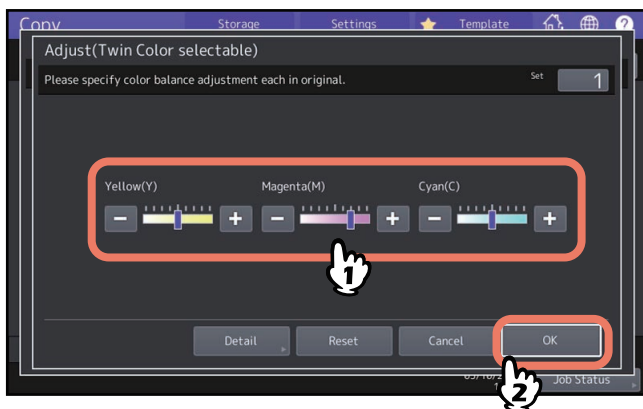 Copy Storage Settings Template ?
Adjust(Twin Color selectable)
Please specify color balance adjustment each in original. Set 1
Yellow(Y) Magenta(M) Cyan(C)
− + − + − +
1
Detail Reset Cancel OK
2 Job Status